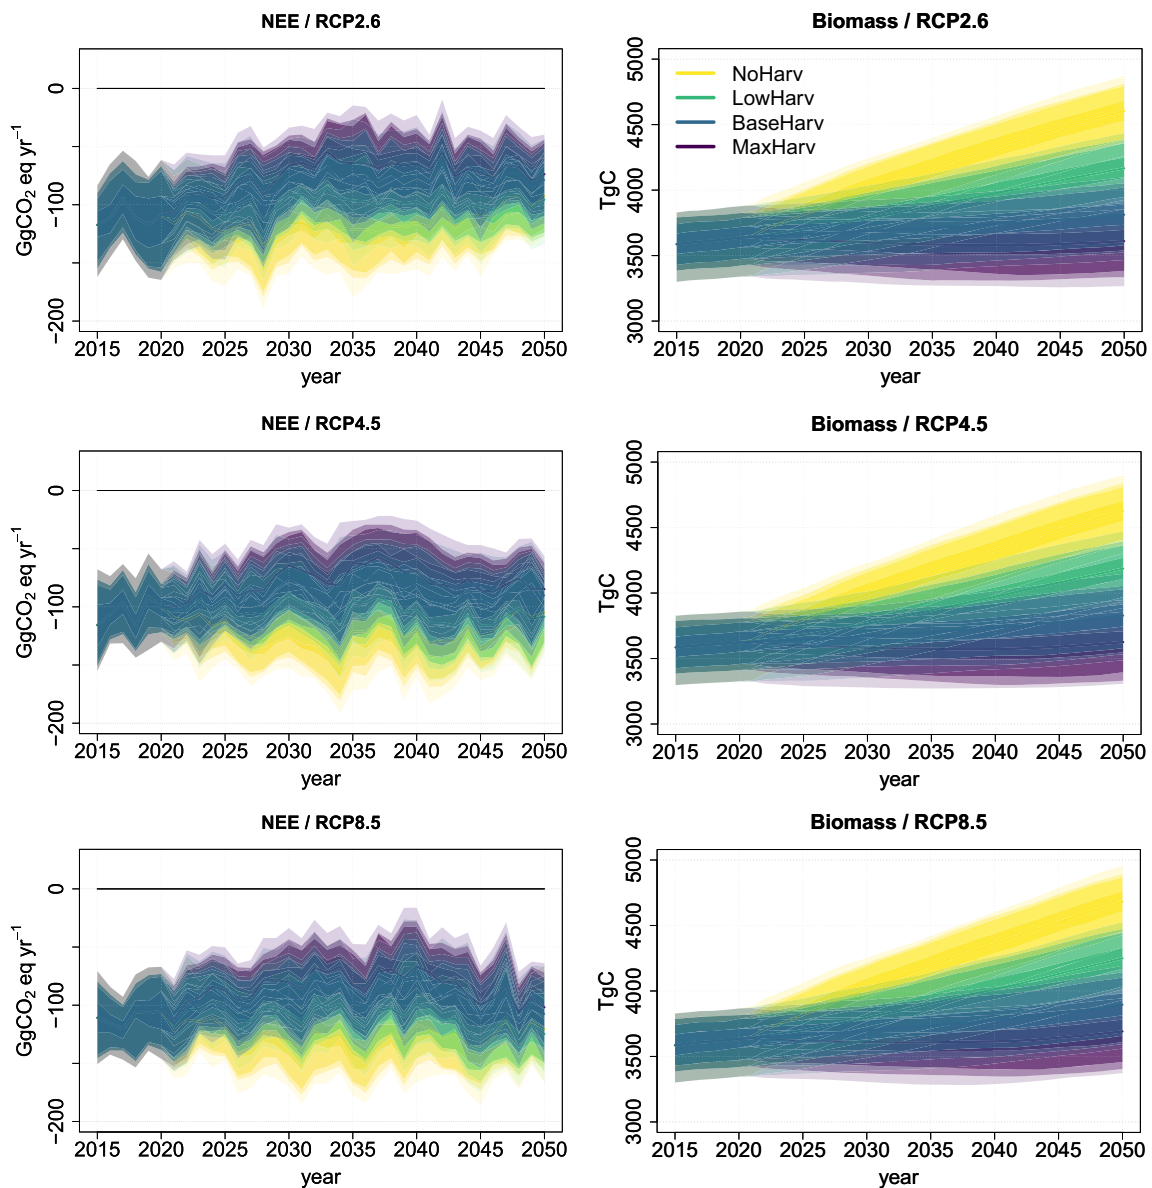 NEE / RCP2.6
0
−100
−200
GgCO₂ eq yr⁻¹
2015 2020 2025 2030 2035 2040 2045 2050
year
Biomass / RCP2.6
NoHarv
LowHarv
BaseHarv
MaxHarv
5000
4500
4000
3500
3000
TgC
2015 2020 2025 2030 2035 2040 2045 2050
year
NEE / RCP4.5
0
−100
−200
GgCO₂ eq yr⁻¹
2015 2020 2025 2030 2035 2040 2045 2050
year
Biomass / RCP4.5
5000
4500
4000
3500
3000
TgC
2015 2020 2025 2030 2035 2040 2045 2050
year
NEE / RCP8.5
0
−100
−200
GgCO₂ eq yr⁻¹
2015 2020 2025 2030 2035 2040 2045 2050
year
Biomass / RCP8.5
5000
4500
4000
3500
3000
TgC
2015 2020 2025 2030 2035 2040 2045 2050
year